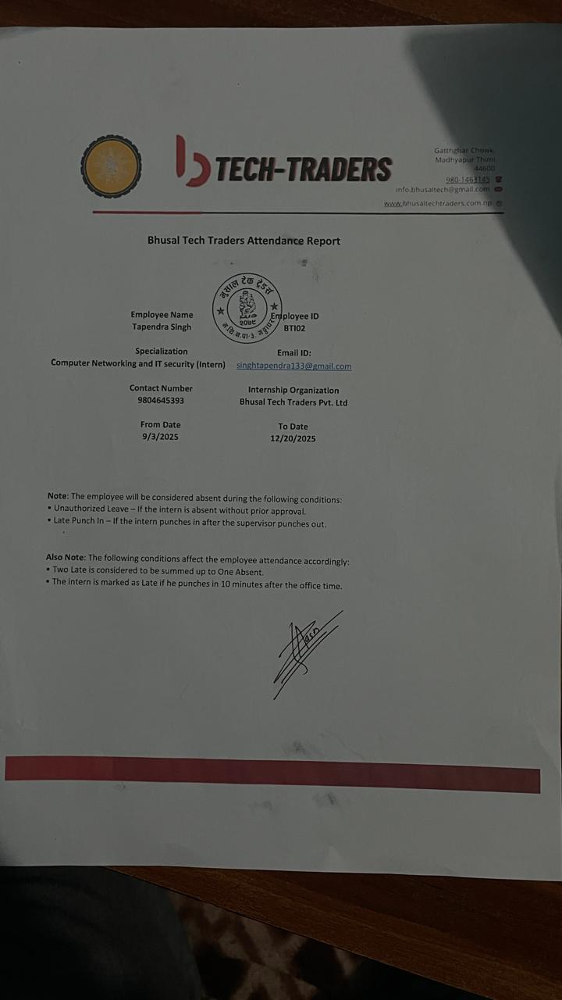 b TECH-TRADERS
Gatthghar Chowk,
Madhyapur Thimi
44600
980-1463145
info.bhusaltech@gmail.com
www.bhusaltechtraders.com.np
Bhusal Tech Traders Attendance Report
भुसाल टेक ट्रेडर्स
२०७९
Employee Name
Tapendra Singh
Employee ID
BTI02
Specialization
Computer Networking and IT security (Intern)
Email ID:
singhtapendra133@gmail.com
Contact Number
9804645393
Internship Organization
Bhusal Tech Traders Pvt. Ltd
From Date
9/3/2025
To Date
12/20/2025
Note: The employee will be considered absent during the following conditions:
• Unauthorized Leave – If the intern is absent without prior approval.
• Late Punch In – If the intern punches in after the supervisor punches out.
Also Note: The following conditions affect the employee attendance accordingly:
• Two Late is considered to be summed up to One Absent.
• The intern is marked as Late if he punches in 10 minutes after the office time.